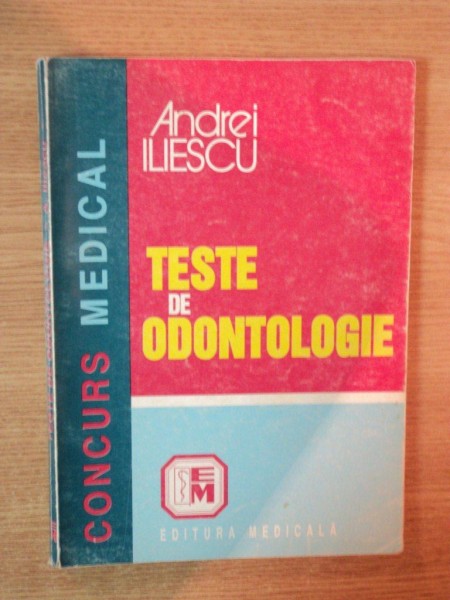 Andrei
ILIESCU
CONCURS MEDICAL
TESTE
DE
ODONTOLOGIE
EM
EDITURA MEDICALĂ